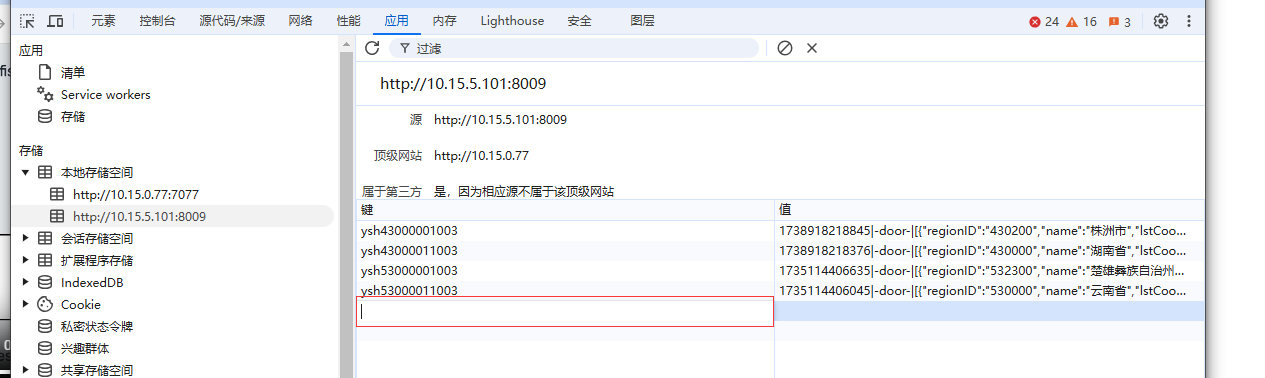 元素 控制台 源代码/来源 网络 性能 应用 内存 Lighthouse 安全 图层 24 16 3
应用
清单
Service workers
存储
存储
本地存储空间
http://10.15.0.77:7077
http://10.15.5.101:8009
会话存储空间
扩展程序存储
IndexedDB
Cookie
私密状态令牌
兴趣群体
共享存储空间
过滤
http://10.15.5.101:8009
源 http://10.15.5.101:8009
顶级网站 http://10.15.0.77
属于第三方 是，因为相应源不属于该顶级网站
键 值
ysh43000001003 1738918218845|-door-|[{"regionID":"430200","name":"株洲市","lstCoo...
ysh43000011003 1738918218376|-door-|[{"regionID":"430000","name":"湖南省","lstCoo...
ysh53000001003 1735114406635|-door-|[{"regionID":"532300","name":"楚雄彝族自治州...
ysh53000011003 1735114406045|-door-|[{"regionID":"530000","name":"云南省","lstCoo...